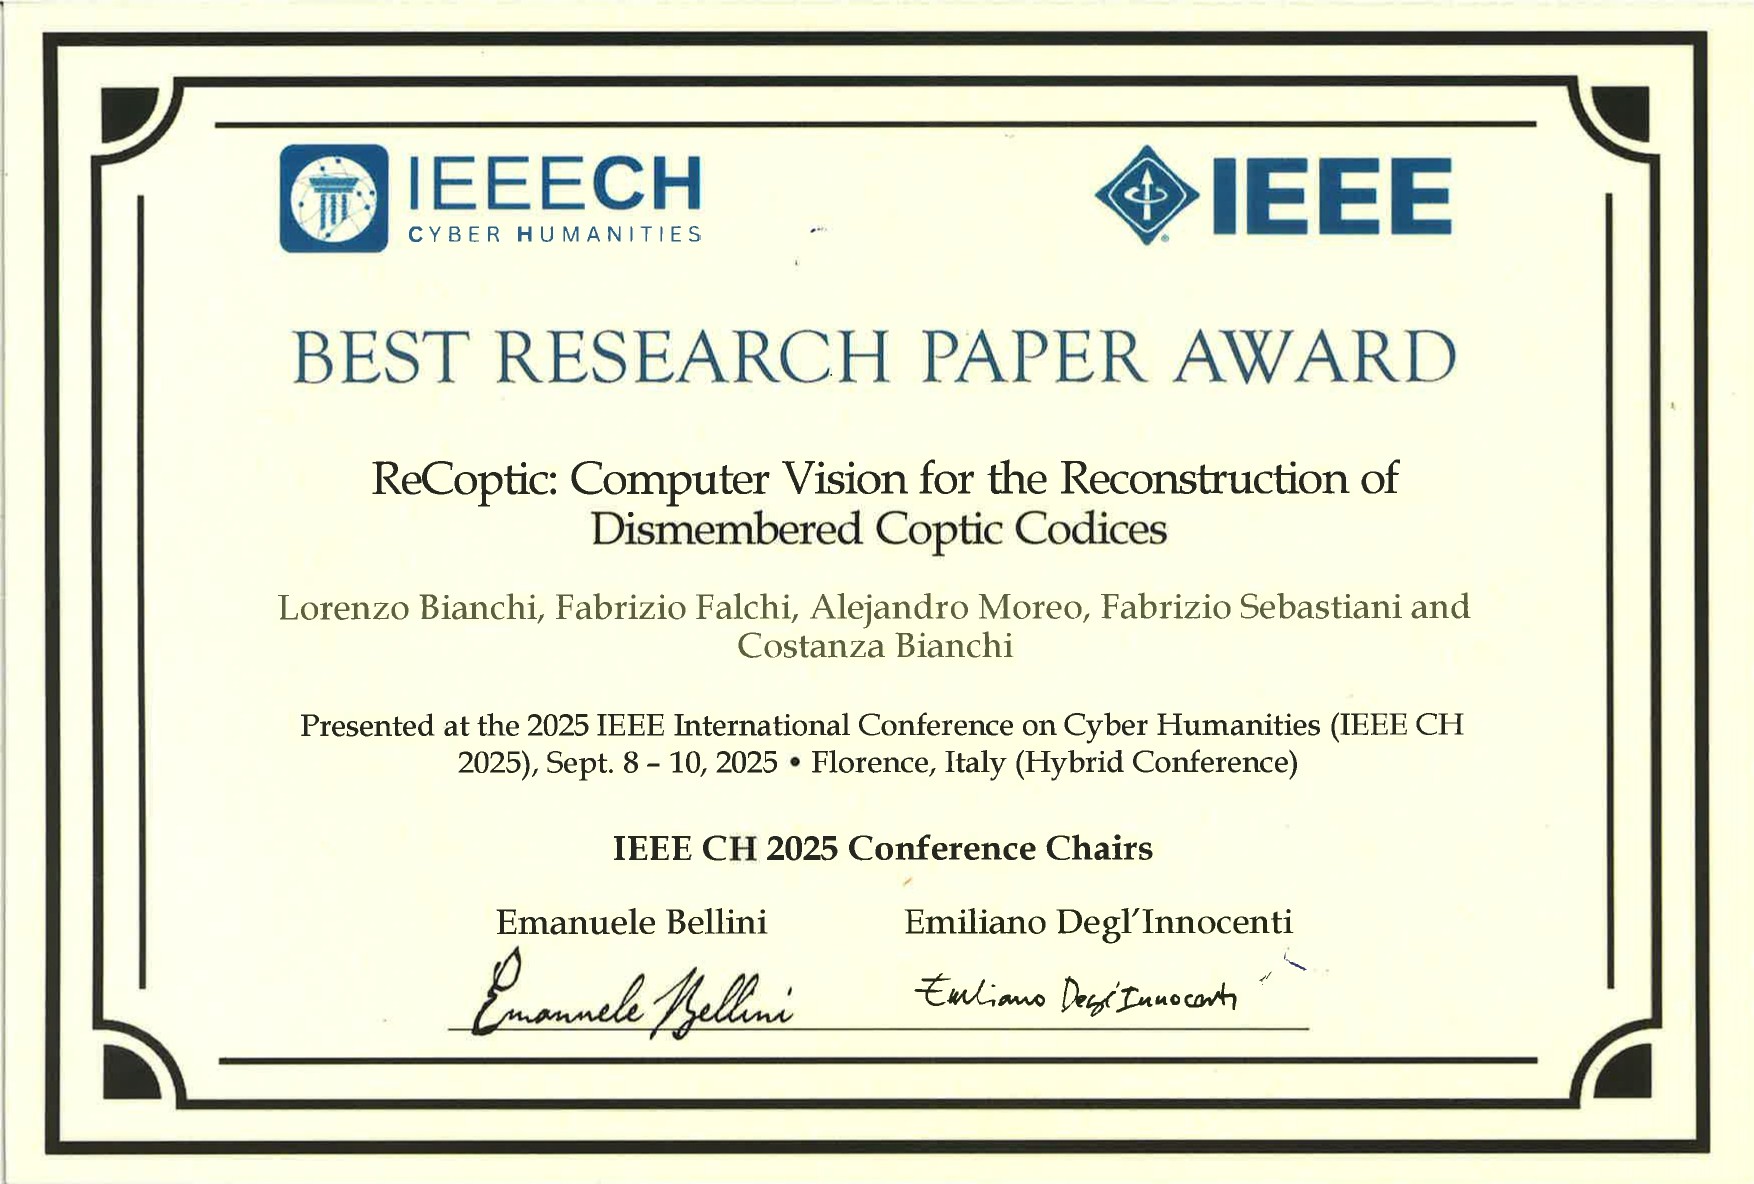 IEEECH
CYBER HUMANITIES
IEEE
BEST RESEARCH PAPER AWARD
ReCoptic: Computer Vision for the Reconstruction of
Dismembered Coptic Codices
Lorenzo Bianchi, Fabrizio Falchi, Alejandro Moreo, Fabrizio Sebastiani and
Costanza Bianchi
Presented at the 2025 IEEE International Conference on Cyber Humanities (IEEE CH
2025), Sept. 8 – 10, 2025 • Florence, Italy (Hybrid Conference)
IEEE CH 2025 Conference Chairs
Emanuele Bellini Emiliano Degl'Innocenti
Emanuele Bellini Emiliano Degl'Innocenti